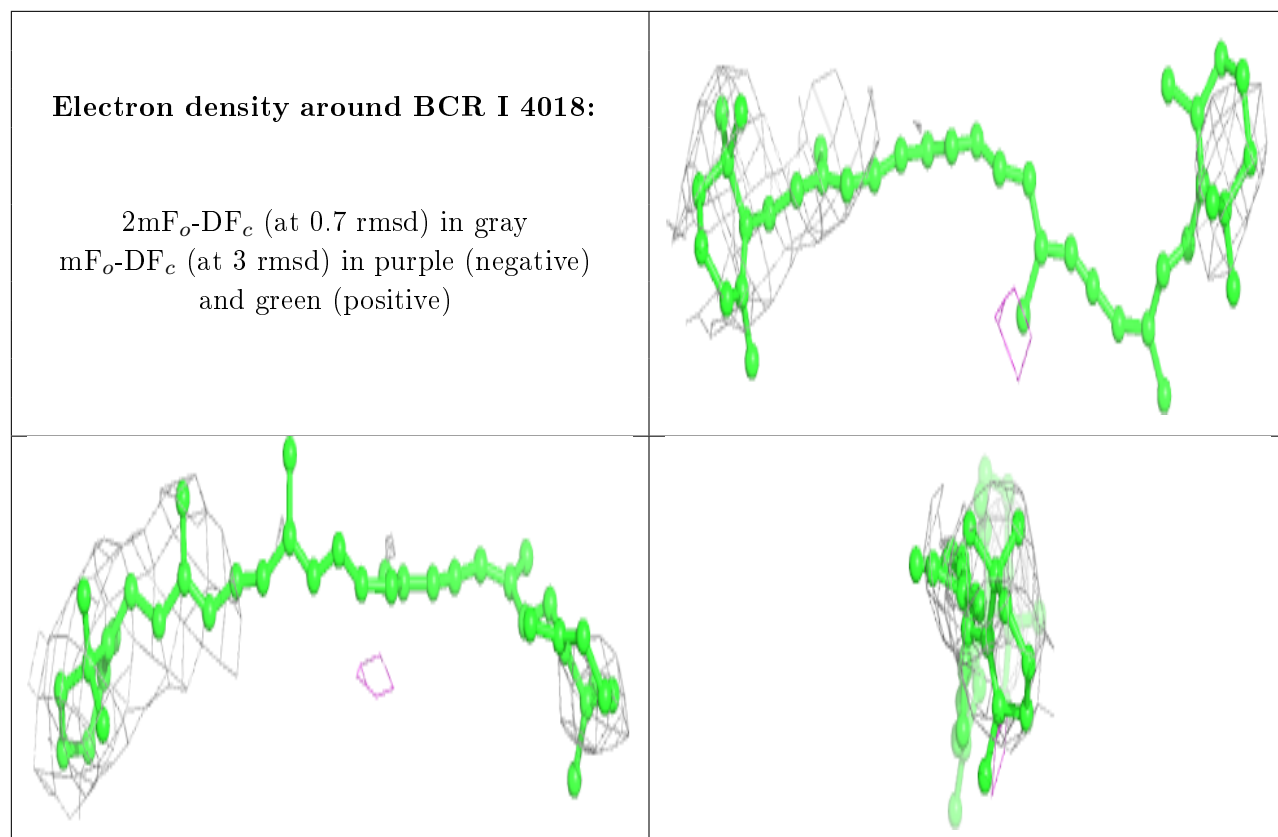 Electron density around BCR I 4018:
2mFo-DFc (at 0.7 rmsd) in gray
mFo-DFc (at 3 rmsd) in purple (negative)
and green (positive)